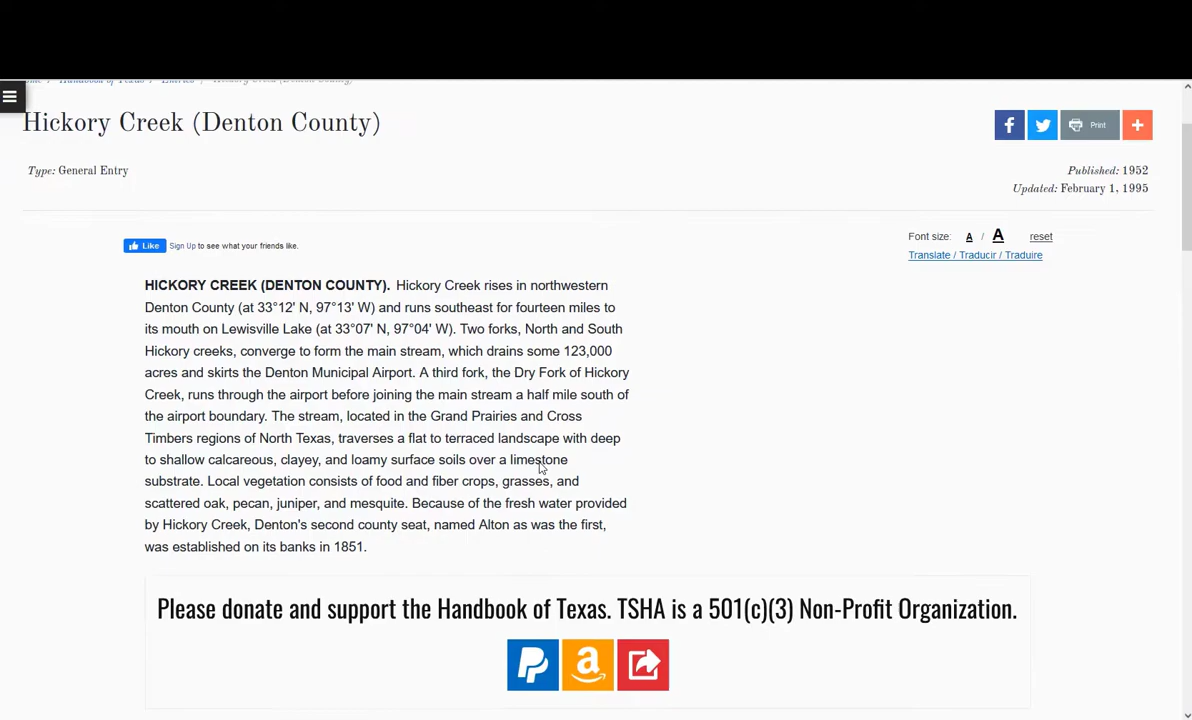 Hickory Creek (Denton County)
Print
Type: General Entry
Published: 1952
Updated: February 1, 1995
Like Sign Up to see what your friends like.
Font size: A / A reset
Translate / Traducir / Traduire
HICKORY CREEK (DENTON COUNTY). Hickory Creek rises in northwestern
Denton County (at 33°12' N, 97°13' W) and runs southeast for fourteen miles to
its mouth on Lewisville Lake (at 33°07' N, 97°04' W). Two forks, North and South
Hickory creeks, converge to form the main stream, which drains some 123,000
acres and skirts the Denton Municipal Airport. A third fork, the Dry Fork of Hickory
Creek, runs through the airport before joining the main stream a half mile south of
the airport boundary. The stream, located in the Grand Prairies and Cross
Timbers regions of North Texas, traverses a flat to terraced landscape with deep
to shallow calcareous, clayey, and loamy surface soils over a limestone
substrate. Local vegetation consists of food and fiber crops, grasses, and
scattered oak, pecan, juniper, and mesquite. Because of the fresh water provided
by Hickory Creek, Denton's second county seat, named Alton as was the first,
was established on its banks in 1851.
Please donate and support the Handbook of Texas. TSHA is a 501(c)(3) Non-Profit Organization.